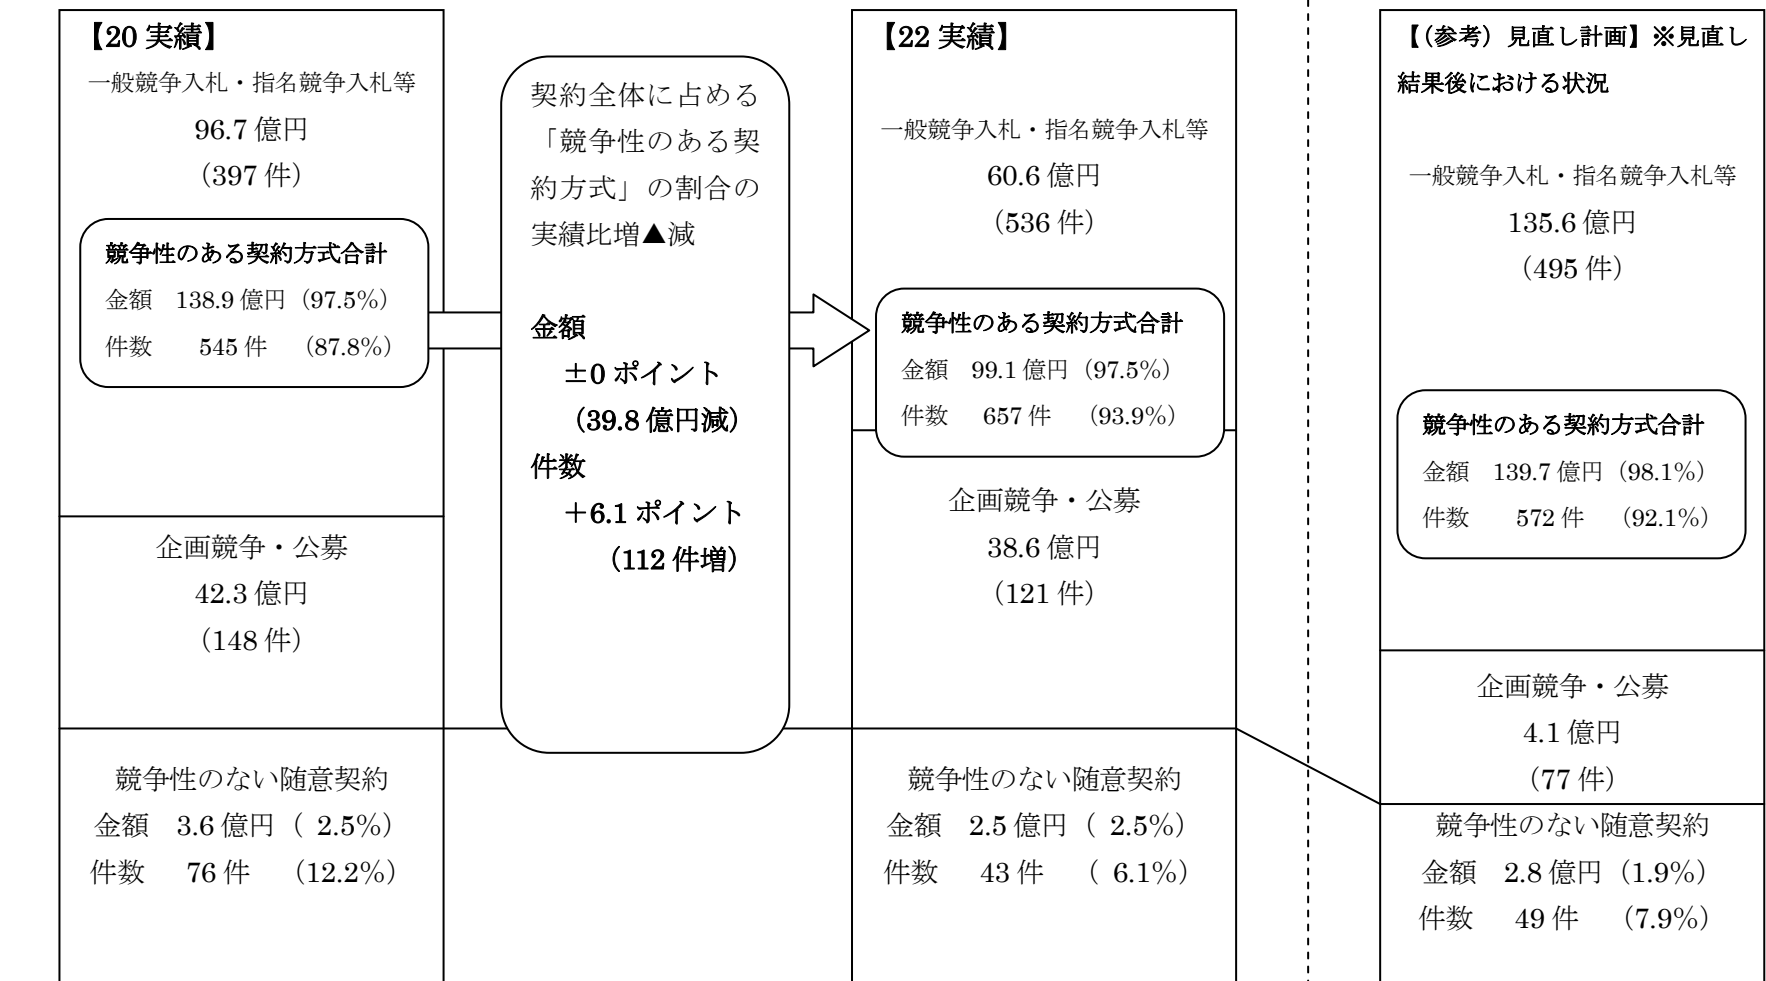 【20 実績】
一般競争入札・指名競争入札等
96.7 億円
（397 件）
競争性のある契約方式合計
金額 138.9 億円（97.5%）
件数 545 件 （87.8%）
企画競争・公募
42.3 億円
（148 件）
競争性のない随意契約
金額 3.6 億円（ 2.5%）
件数 76 件 （12.2%）
契約全体に占める
「競争性のある契
約方式」の割合の
実績比増▲減
金額
±0 ポイント
（39.8 億円減）
件数
＋6.1 ポイント
（112 件増）
【22 実績】
一般競争入札・指名競争入札等
60.6 億円
（536 件）
競争性のある契約方式合計
金額 99.1 億円（97.5%）
件数 657 件 （93.9%）
企画競争・公募
38.6 億円
（121 件）
競争性のない随意契約
金額 2.5 億円（ 2.5%）
件数 43 件 （ 6.1%）
【（参考）見直し計画】※見直し
結果後における状況
一般競争入札・指名競争入札等
135.6 億円
（495 件）
競争性のある契約方式合計
金額 139.7 億円（98.1%）
件数 572 件 （92.1%）
企画競争・公募
4.1 億円
（77 件）
競争性のない随意契約
金額 2.8 億円（1.9%）
件数 49 件 （7.9%）